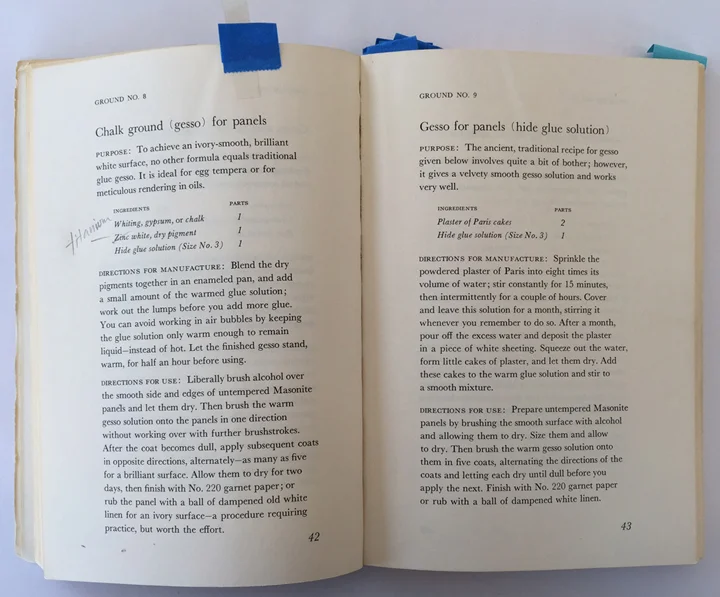 GROUND NO. 8
Chalk ground (gesso) for panels
PURPOSE: To achieve an ivory-smooth, brilliant
white surface, no other formula equals traditional
glue gesso. It is ideal for egg tempera or for
meticulous rendering in oils.
INGREDIENTS PARTS
Whiting, gypsum, or chalk 1
Zinc white, dry pigment 1
Hide glue solution (Size No. 3) 1
DIRECTIONS FOR MANUFACTURE: Blend the dry
pigments together in an enameled pan, and add
a small amount of the warmed glue solution;
work out the lumps before you add more glue.
You can avoid working in air bubbles by keeping
the glue solution only warm enough to remain
liquid—instead of hot. Let the finished gesso stand,
warm, for half an hour before using.
DIRECTIONS FOR USE: Liberally brush alcohol over
the smooth side and edges of untempered Masonite
panels and let them dry. Then brush the warm
gesso solution onto the panels in one direction
without working over with further brushstrokes.
After the coat becomes dull, apply subsequent coats
in opposite directions, alternately—as many as five
for a brilliant surface. Allow them to dry for two
days, then finish with No. 220 garnet paper; or
rub the panel with a ball of dampened old white
linen for an ivory surface—a procedure requiring
practice, but worth the effort.
42
GROUND NO. 9
Gesso for panels (hide glue solution)
PURPOSE: The ancient, traditional recipe for gesso
given below involves quite a bit of bother; however,
it gives a velvety smooth gesso solution and works
very well.
INGREDIENTS PARTS
Plaster of Paris cakes 2
Hide glue solution (Size No. 3) 1
DIRECTIONS FOR MANUFACTURE: Sprinkle the
powdered plaster of Paris into eight times its
volume of water; stir constantly for 15 minutes,
then intermittently for a couple of hours. Cover
and leave this solution for a month, stirring it
whenever you remember to do so. After a month,
pour off the excess water and deposit the plaster
in a piece of white sheeting. Squeeze out the water,
form little cakes of plaster, and let them dry. Add
these cakes to the warm glue solution and stir to
a smooth mixture.
DIRECTIONS FOR USE: Prepare untempered Masonite
panels by brushing the smooth surface with alcohol
and allowing them to dry. Size them and allow
to dry. Then brush the warm gesso solution onto
them in five coats, alternating the directions of the
coats and letting each dry until dull before you
apply the next. Finish with No. 220 garnet paper
or rub with a ball of dampened white linen.
43